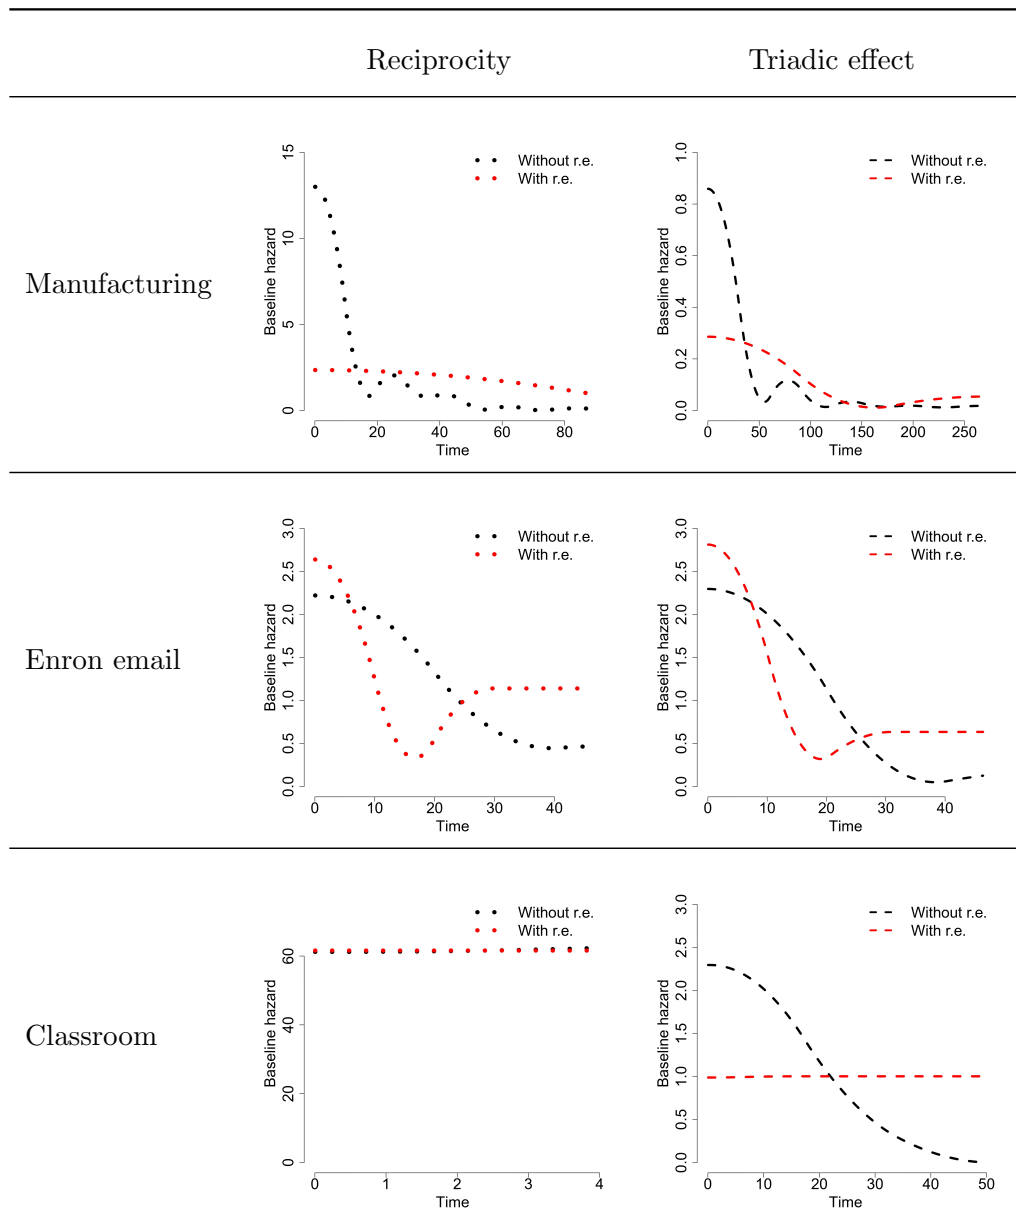 Reciprocity Triadic effect
Manufacturing
Baseline hazard
15
10
5
0
0 20 40 60 80
Time
Without r.e.
With r.e.
Baseline hazard
1.0
0.8
0.6
0.4
0.2
0.0
0 50 100 150 200 250
Time
Without r.e.
With r.e.
Enron email
Baseline hazard
3.0
2.5
2.0
1.5
1.0
0.5
0.0
0 10 20 30 40
Time
Without r.e.
With r.e.
Baseline hazard
3.0
2.5
2.0
1.5
1.0
0.5
0.0
0 10 20 30 40
Time
Without r.e.
With r.e.
Classroom
Baseline hazard
60
40
20
0
0 1 2 3 4
Time
Without r.e.
With r.e.
Baseline hazard
3.0
2.5
2.0
1.5
1.0
0.5
0.0
0 10 20 30 40 50
Time
Without r.e.
With r.e.